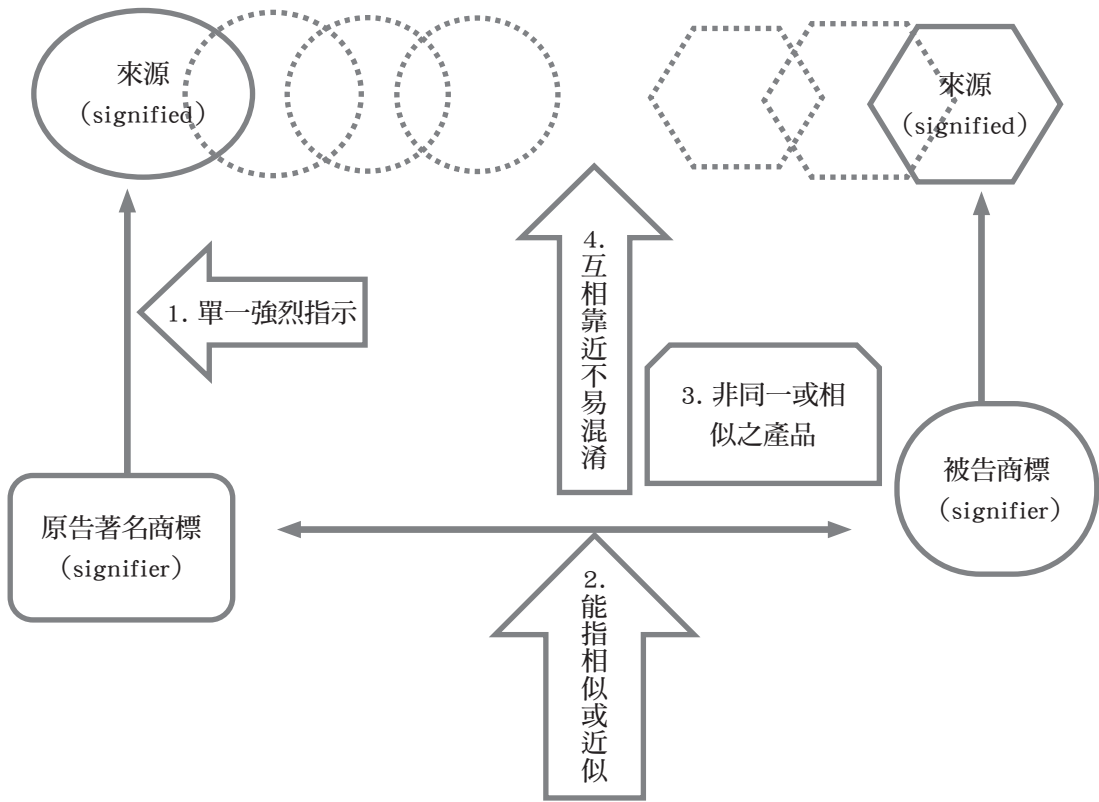 來源
（signified）
來源
（signified）
1. 單一強烈指示
4. 互相靠近不易混淆
3. 非同一或相
似之產品
原告著名商標
（signifier）
被告商標
（signifier）
2. 能指相似或近似